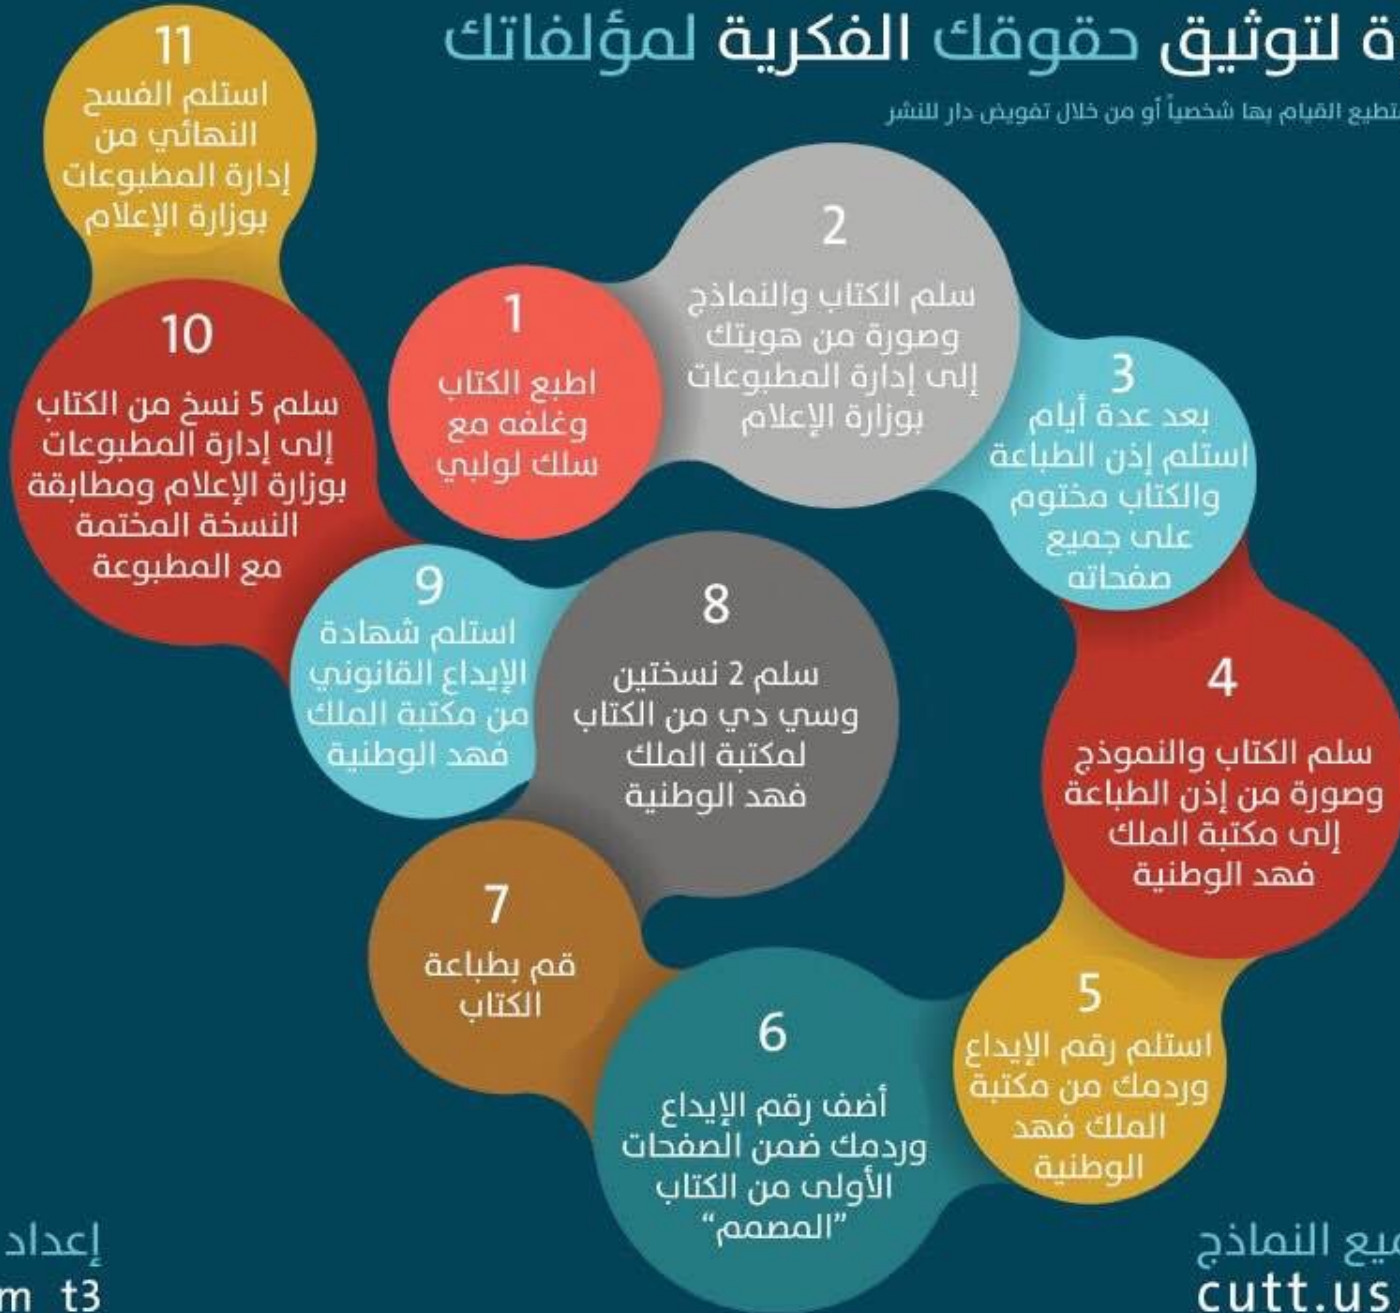 ة لتوثيق حقوقك الفكرية لمؤلفاتك
القيام بها شخصياً أو من خلال تفويض دار للنشر
1
اطبع الكتاب
وغلفه مع
سلك لولبي
2
سلم الكتاب والنماذج
وصورة من هويتك
إلى إدارة المطبوعات
بوزارة الإعلام
3
بعد عدة أيام
استلم إذن الطباعة
والكتاب مختوم
على جميع
صفحاته
4
سلم الكتاب والنموذج
وصورة من إذن الطباعة
إلى مكتبة الملك
فهد الوطنية
5
استلم رقم الإيداع
وردمك من مكتبة
الملك فهد
الوطنية
6
أضف رقم الإيداع
وردمك ضمن الصفحات
الأولى من الكتاب
"المصمم"
7
قم بطباعة
الكتاب
8
سلم 2 نسختين
وسي دي من الكتاب
لمكتبة الملك
فهد الوطنية
9
استلم شهادة
الإيداع القانوني
من مكتبة الملك
فهد الوطنية
10
سلم 5 نسخ من الكتاب
إلى إدارة المطبوعات
بوزارة الإعلام ومطابقة
النسخة المختمة
مع المطبوعة
11
استلم الفسح
النهائي من
إدارة المطبوعات
بوزارة الإعلام
النماذج
cutt.us
إعداد
m t3